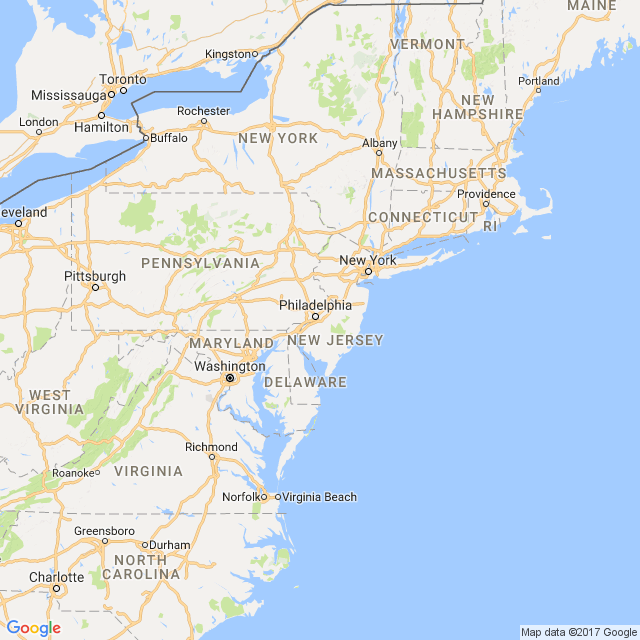 MAINE
VERMONT
Kingston
Portland
Toronto
Mississauga
NEW
HAMPSHIRE
Rochester
London
Hamilton
Buffalo
NEW YORK
Albany
MASSACHUSETTS
Providence
eveland
CONNECTICUT
RI
PENNSYLVANIA
New York
Pittsburgh
Philadelphia
MARYLAND
NEW JERSEY
Washington
DELAWARE
WEST
VIRGINIA
Richmond
Roanoke
VIRGINIA
Norfolk
Virginia Beach
Greensboro
Durham
NORTH
CAROLINA
Charlotte
Google
Map data ©2017 Google